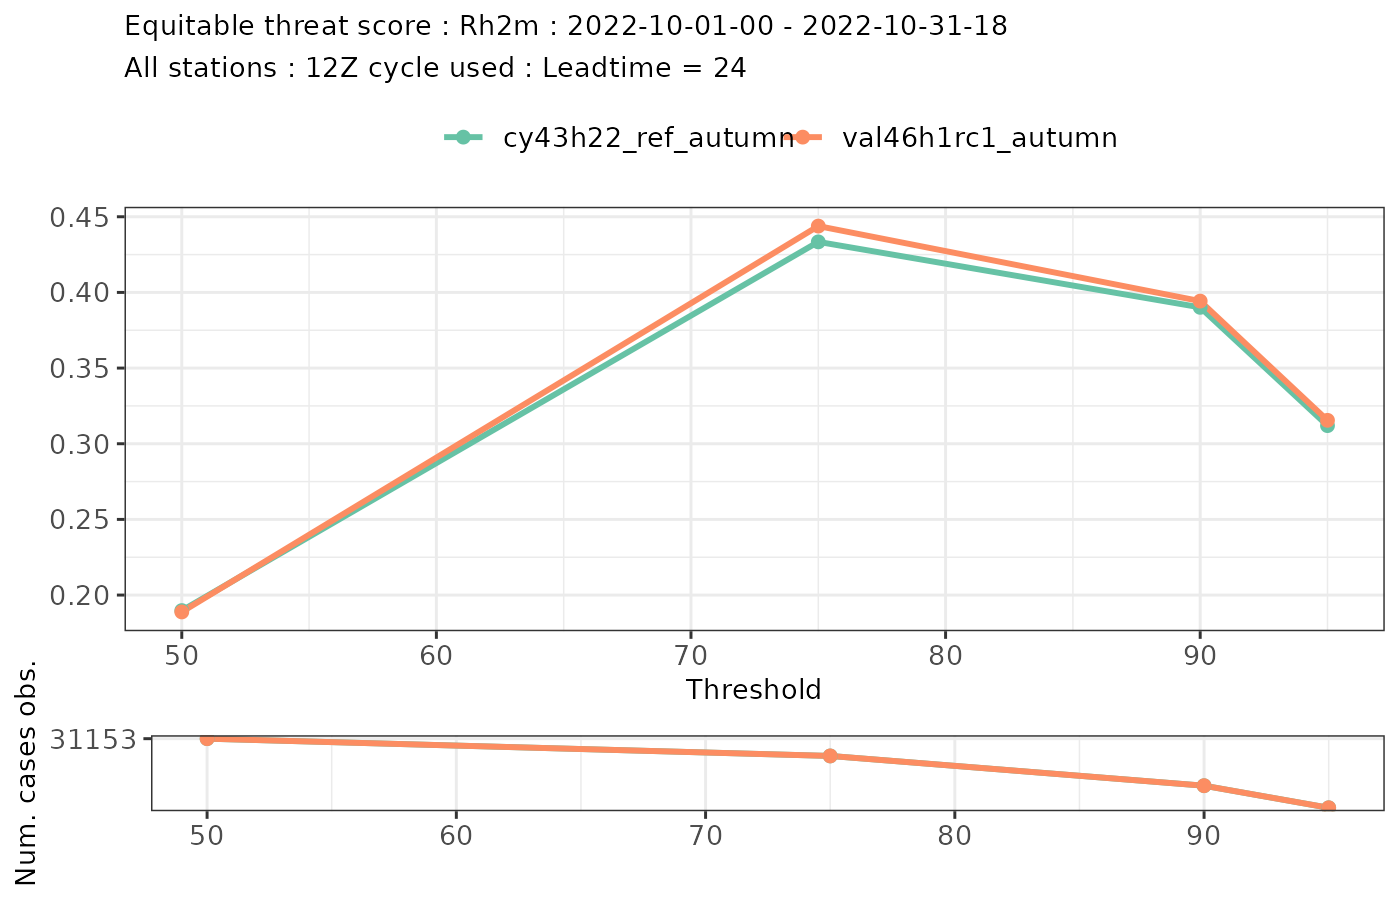 Equitable threat score : Rh2m : 2022-10-01-00 - 2022-10-31-18
All stations : 12Z cycle used : Leadtime = 24
cy43h22_ref_autumn val46h1rc1_autumn
0.45
0.40
0.35
0.30
0.25
0.20
50 60 70 80 90
Threshold
Num. cases obs.
31153
50 60 70 80 90